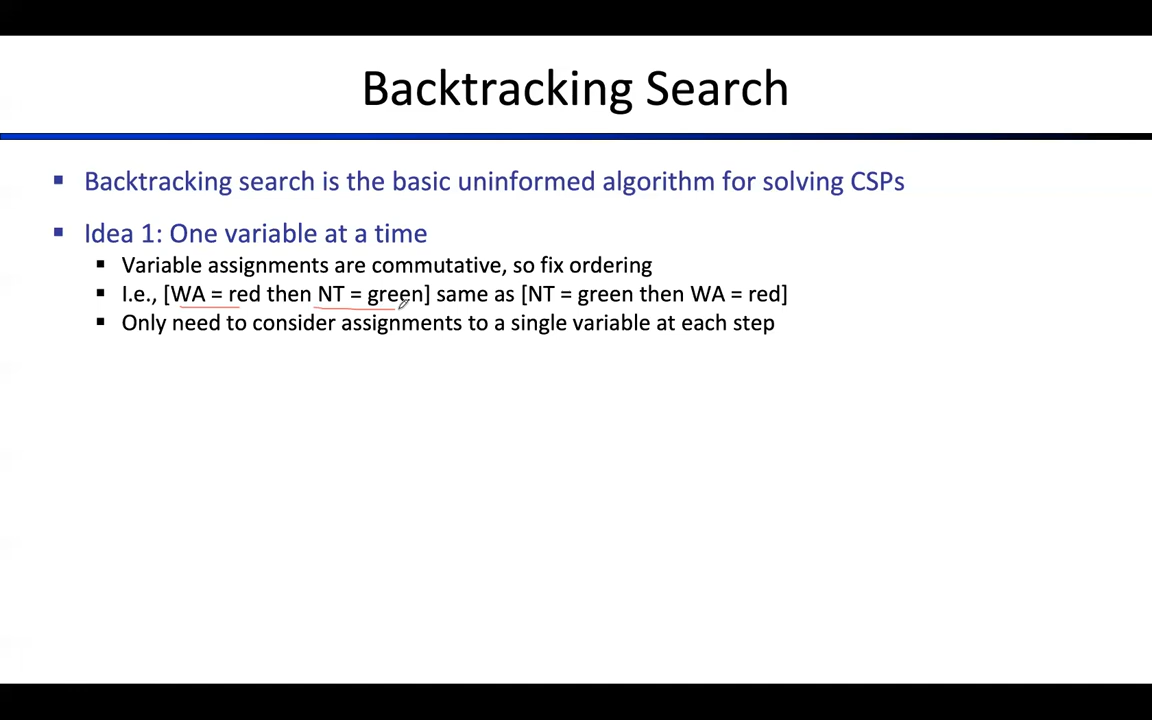 Backtracking Search
▪ Backtracking search is the basic uninformed algorithm for solving CSPs
▪ Idea 1: One variable at a time
▪ Variable assignments are commutative, so fix ordering
▪ I.e., [WA = red then NT = green] same as [NT = green then WA = red]
▪ Only need to consider assignments to a single variable at each step